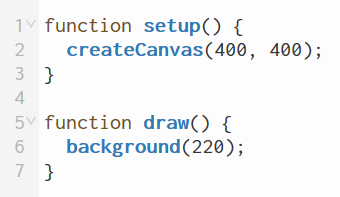 1 function setup() {
2   createCanvas(400, 400);
3 }
4
5 function draw() {
6   background(220);
7 }